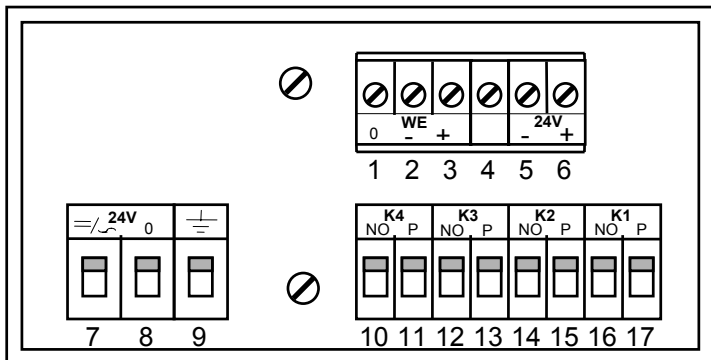 WE 24V
0 - + - +
1 2 3 4 5 6
24V K4 K3 K2 K1
=/~ 0 NO P NO P NO P NO P
7 8 9 10 11 12 13 14 15 16 17